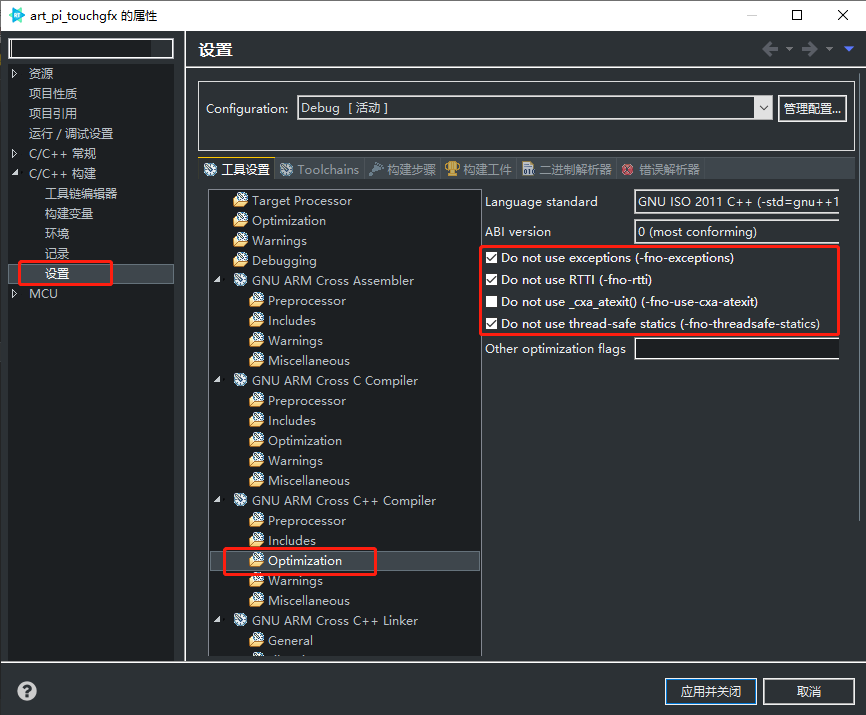 art_pi_touchgfx 的属性
资源
项目性质
项目引用
运行 / 调试设置
C/C++ 常规
C/C++ 构建
工具链编辑器
构建变量
环境
记录
设置
MCU
设置
Configuration:
Debug [ 活动 ]
管理配置...
工具设置
Toolchains
构建步骤
构建工件
二进制解析器
错误解析器
Target Processor
Optimization
Warnings
Debugging
GNU ARM Cross Assembler
Preprocessor
Includes
Warnings
Miscellaneous
GNU ARM Cross C Compiler
Preprocessor
Includes
Optimization
Warnings
Miscellaneous
GNU ARM Cross C++ Compiler
Preprocessor
Includes
Optimization
Warnings
Miscellaneous
GNU ARM Cross C++ Linker
General
Language standard
GNU ISO 2011 C++ (-std=gnu++1
ABI version
0 (most conforming)
Do not use exceptions (-fno-exceptions)
Do not use RTTI (-fno-rtti)
Do not use _cxa_atexit() (-fno-use-cxa-atexit)
Do not use thread-safe statics (-fno-threadsafe-statics)
Other optimization flags
?
应用并关闭
取消